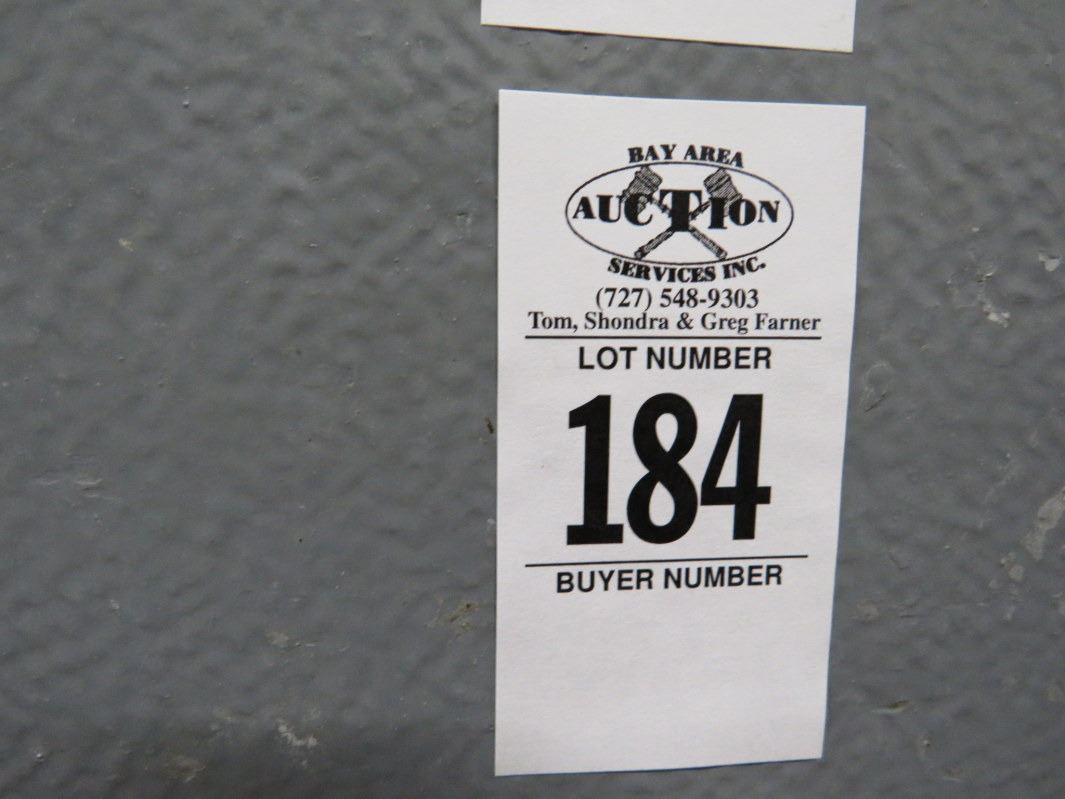 BAY AREA
AUCTION
SERVICES INC.
(727) 548-9303
Tom, Shondra & Greg Farner
LOT NUMBER
184
BUYER NUMBER